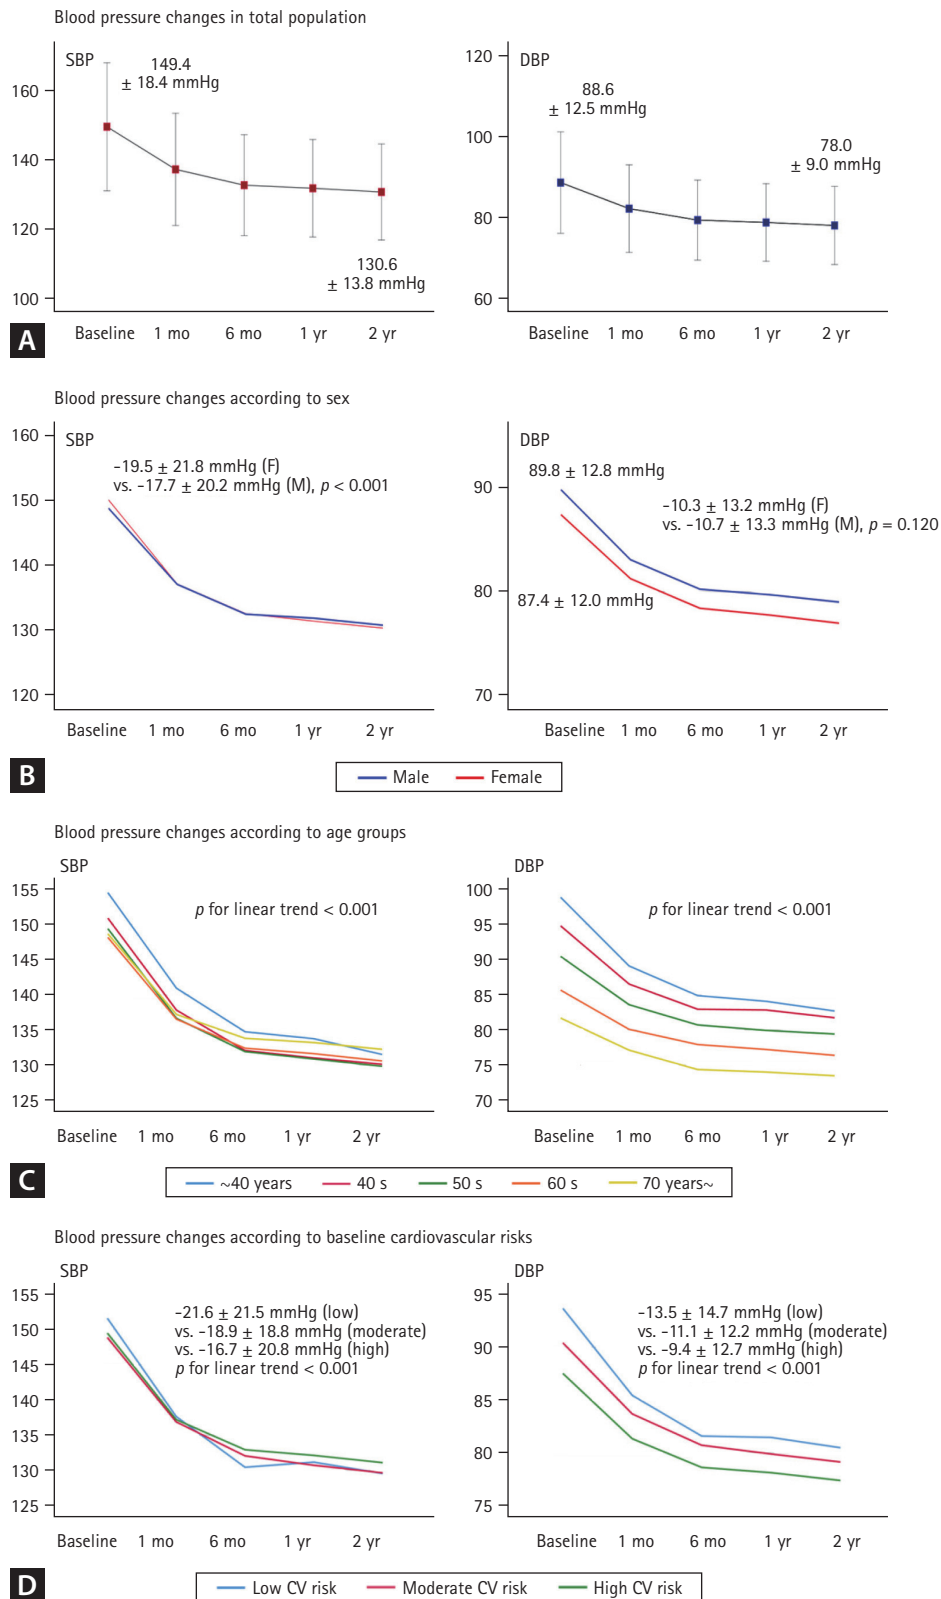 Blood pressure changes in total population
SBP
160
140
120
100
149.4
± 18.4 mmHg
130.6
± 13.8 mmHg
Baseline 1 mo 6 mo 1 yr 2 yr
DBP
120
100
80
60
88.6
± 12.5 mmHg
78.0
± 9.0 mmHg
Baseline 1 mo 6 mo 1 yr 2 yr
A
Blood pressure changes according to sex
SBP
160
150
140
130
120
-19.5 ± 21.8 mmHg (F)
vs. -17.7 ± 20.2 mmHg (M), p < 0.001
Baseline 1 mo 6 mo 1 yr 2 yr
DBP
90
80
70
89.8 ± 12.8 mmHg
-10.3 ± 13.2 mmHg (F)
vs. -10.7 ± 13.3 mmHg (M), p = 0.120
87.4 ± 12.0 mmHg
Baseline 1 mo 6 mo 1 yr 2 yr
B
Male Female
Blood pressure changes according to age groups
SBP
155
150
145
140
135
130
125
p for linear trend < 0.001
Baseline 1 mo 6 mo 1 yr 2 yr
DBP
100
95
90
85
80
75
70
p for linear trend < 0.001
Baseline 1 mo 6 mo 1 yr 2 yr
C
~40 years 40 s 50 s 60 s 70 years~
Blood pressure changes according to baseline cardiovascular risks
SBP
155
150
145
140
135
130
125
-21.6 ± 21.5 mmHg (low)
vs. -18.9 ± 18.8 mmHg (moderate)
vs. -16.7 ± 20.8 mmHg (high)
p for linear trend < 0.001
Baseline 1 mo 6 mo 1 yr 2 yr
DBP
95
90
85
80
75
-13.5 ± 14.7 mmHg (low)
vs. -11.1 ± 12.2 mmHg (moderate)
vs. -9.4 ± 12.7 mmHg (high)
p for linear trend < 0.001
Baseline 1 mo 6 mo 1 yr 2 yr
D
Low CV risk Moderate CV risk High CV risk